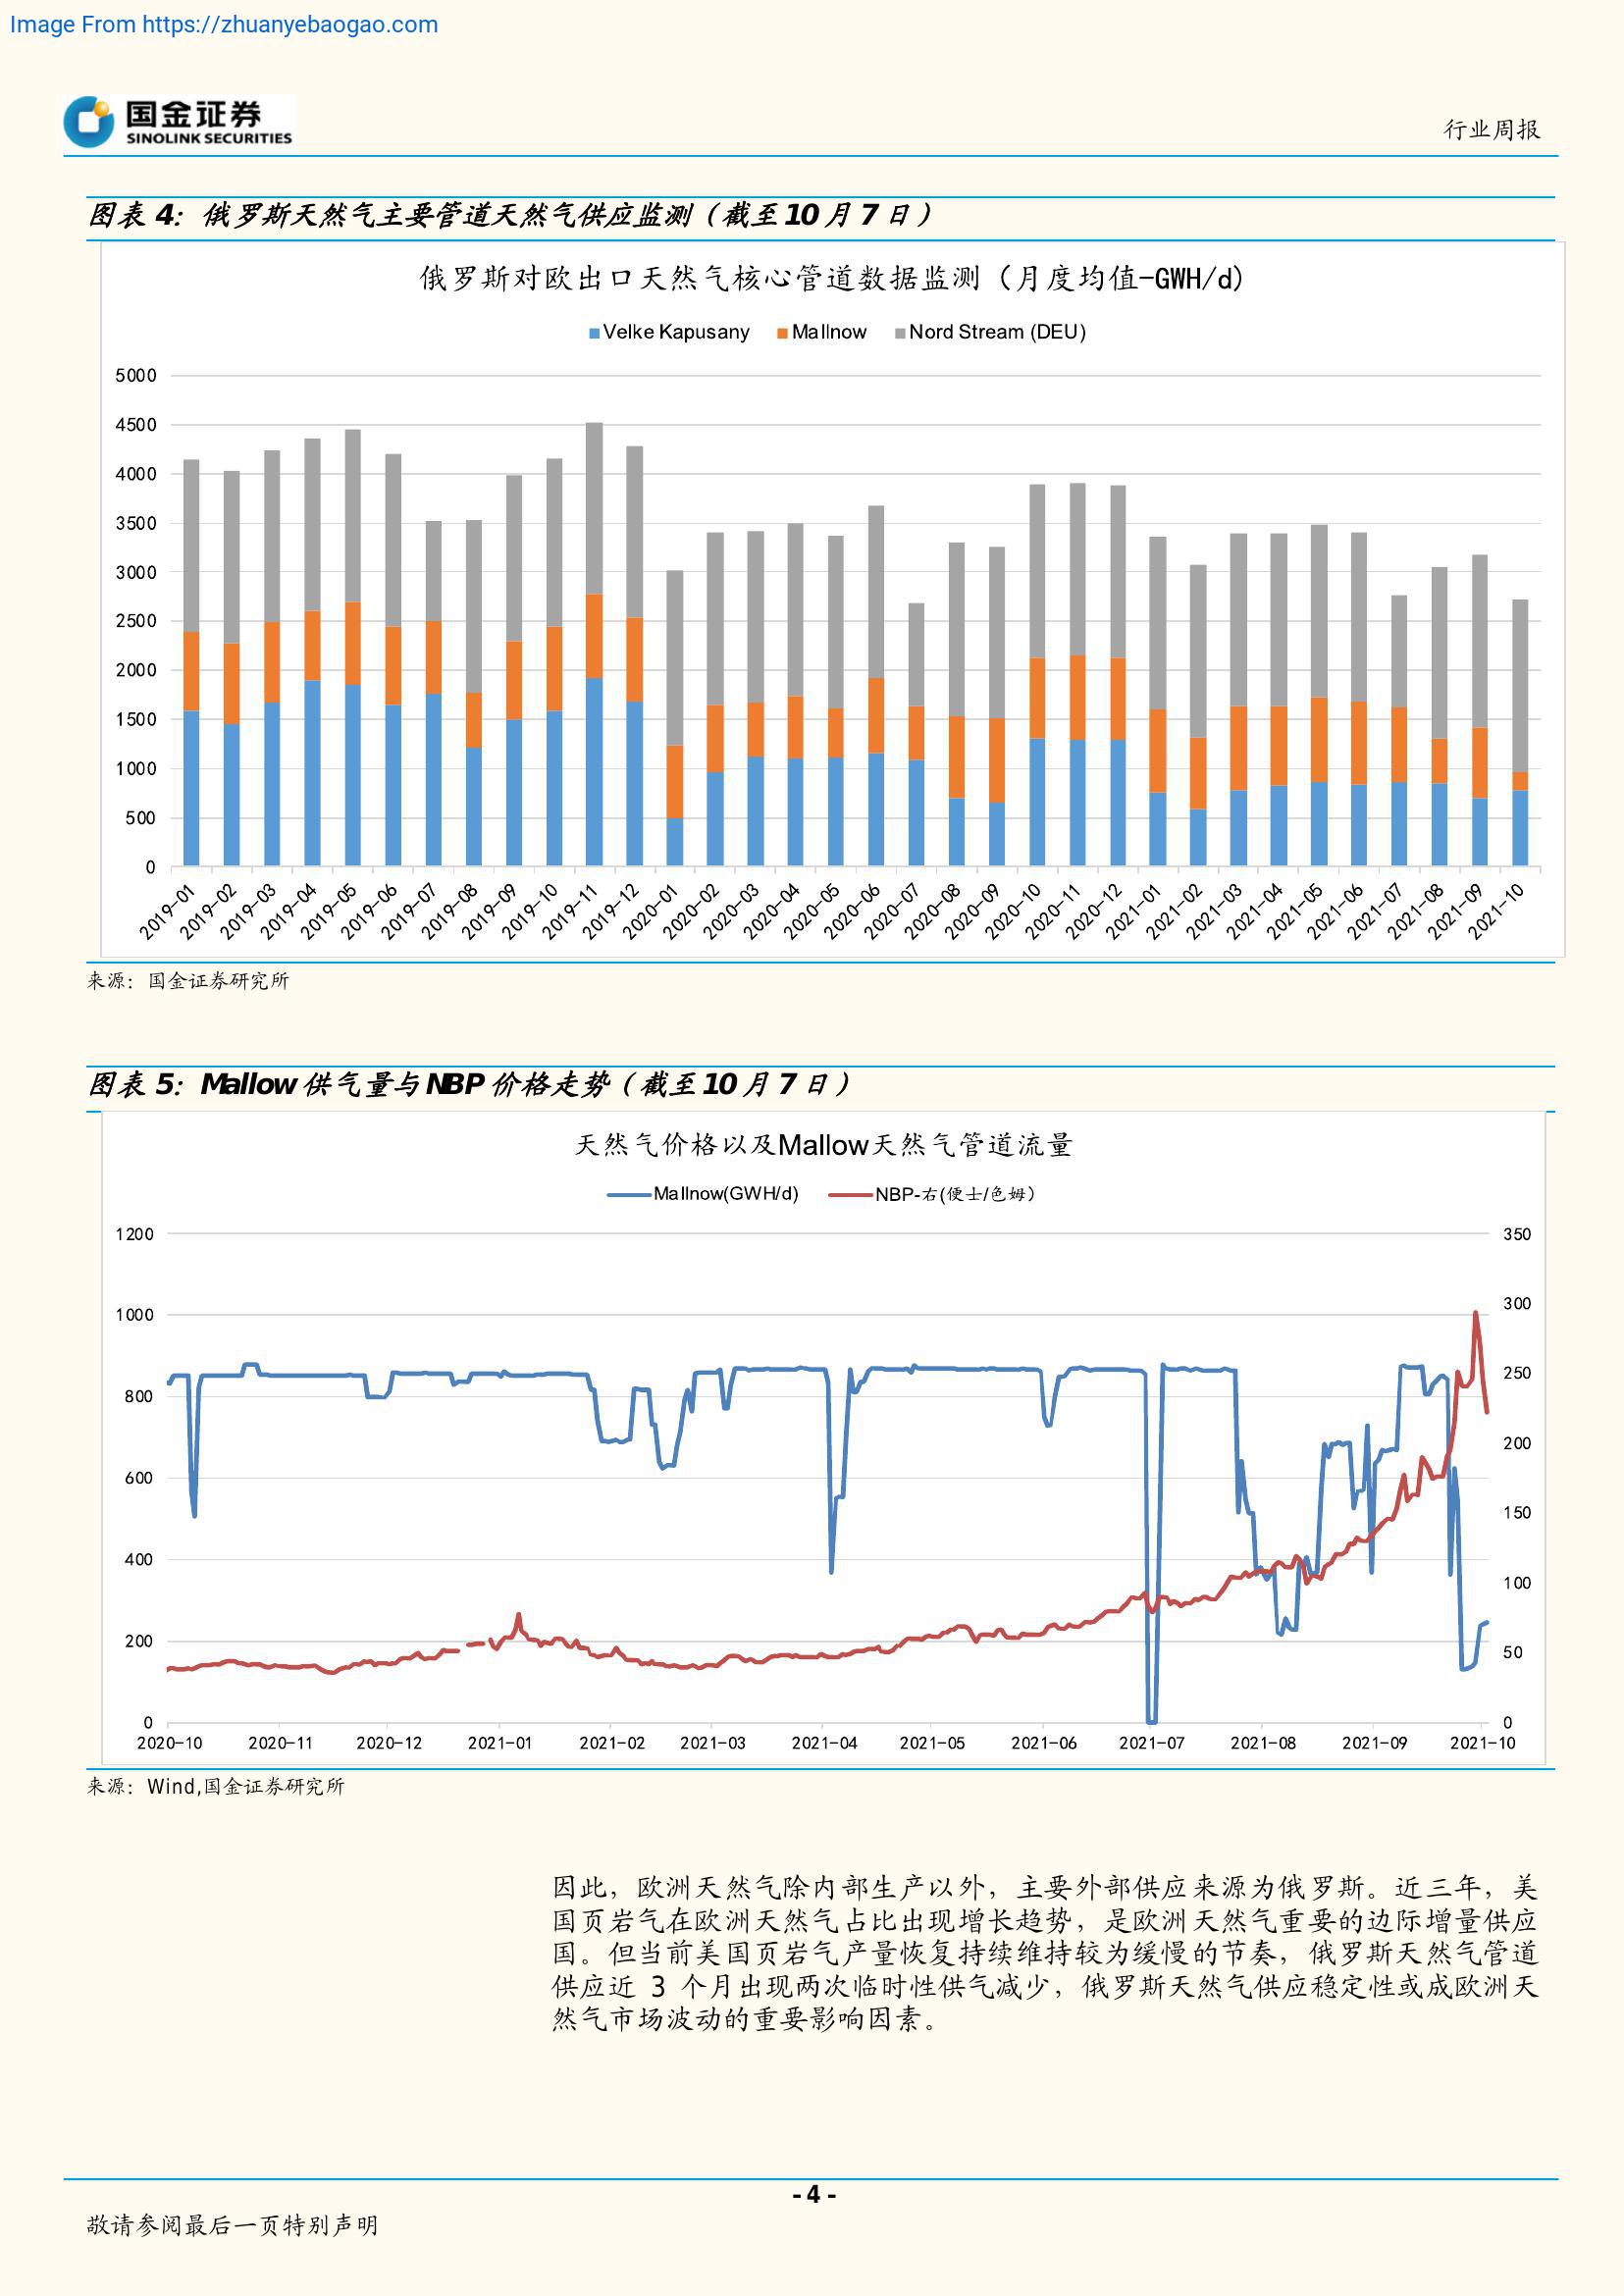 Image From https://zhuanyebaogao.com
国金证券
SINOLINK SECURITIES
行业周报
图表 4：俄罗斯天然气主要管道天然气供应监测（截至 10 月 7 日）
俄罗斯对欧出口天然气核心管道数据监测（月度均值-GWH/d）
Velke Kapusany Mallnow Nord Stream (DEU)
5000
4500
4000
3500
3000
2500
2000
1500
1000
500
0
2019-01 2019-02 2019-03 2019-04 2019-05 2019-06 2019-07 2019-08 2019-09 2019-10 2019-11 2019-12 2020-01 2020-02 2020-03 2020-04 2020-05 2020-06 2020-07 2020-08 2020-09 2020-10 2020-11 2020-12 2021-01 2021-02 2021-03 2021-04 2021-05 2021-06 2021-07 2021-08 2021-09 2021-10
来源：国金证券研究所
图表 5：Mallow 供气量与 NBP 价格走势（截至 10 月 7 日）
天然气价格以及Mallow天然气管道流量
Mallnow(GWH/d) NBP-右(便士/色姆）
1200 350
1000 300
800 250
600 200
400 150
200 100
0 50
0
2020-10 2020-11 2020-12 2021-01 2021-02 2021-03 2021-04 2021-05 2021-06 2021-07 2021-08 2021-09 2021-10
来源：Wind,国金证券研究所
因此，欧洲天然气除内部生产以外，主要外部供应来源为俄罗斯。近三年，美
国页岩气在欧洲天然气占比出现增长趋势，是欧洲天然气重要的边际增量供应
国。但当前美国页岩气产量恢复持续维持较为缓慢的节奏，俄罗斯天然气管道
供应近 3 个月出现两次临时性供气减少，俄罗斯天然气供应稳定性或成欧洲天
然气市场波动的重要影响因素。
- 4 -
敬请参阅最后一页特别声明